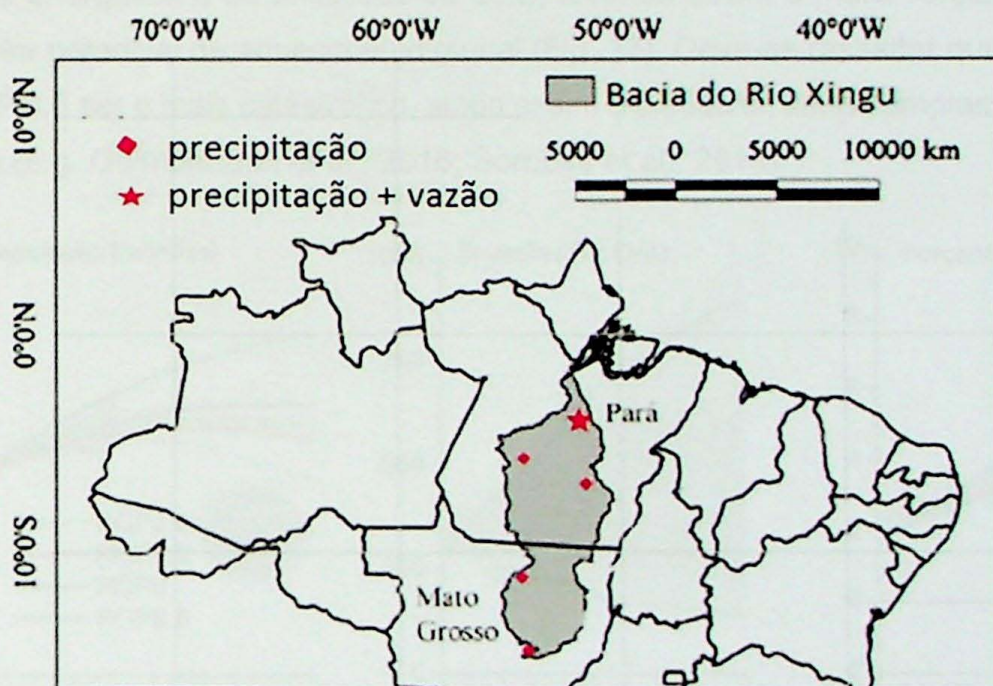 70°0'W 60°0'W 50°0'W 40°0'W
10°0'N
Bacia do Rio Xingu
precipitação
5000 0 5000 10000 km
precipitação + vazão
0°0'N
Pará
10°0'S
Mato
Grosso